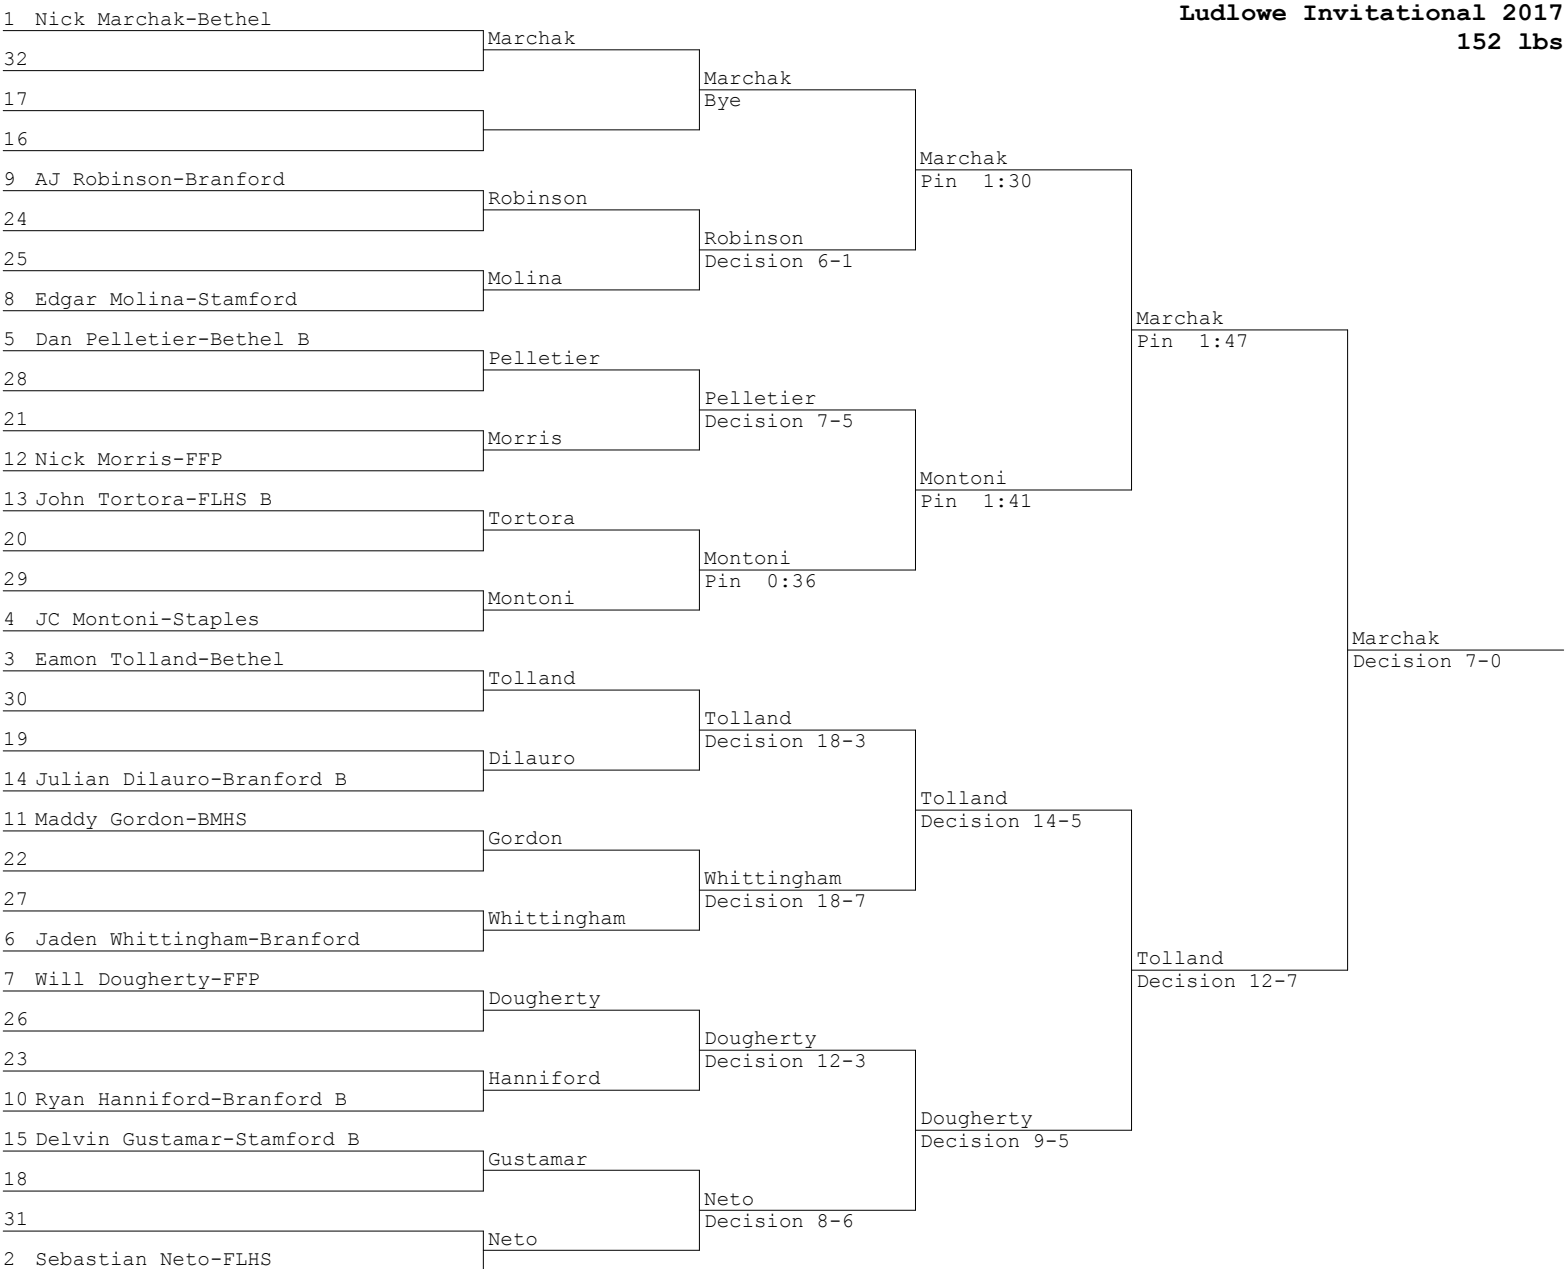 Ludlowe Invitational 2017
152 lbs
1 Nick Marchak-Bethel
32
17
16
9 AJ Robinson-Branford
24
25
8 Edgar Molina-Stamford
5 Dan Pelletier-Bethel B
28
21
12 Nick Morris-FFP
13 John Tortora-FLHS B
20
29
4 JC Montoni-Staples
3 Eamon Tolland-Bethel
30
19
14 Julian Dilauro-Branford B
11 Maddy Gordon-BMHS
22
27
6 Jaden Whittingham-Branford
7 Will Dougherty-FFP
26
23
10 Ryan Hanniford-Branford B
15 Delvin Gustamar-Stamford B
18
31
2 Sebastian Neto-FLHS
Marchak
Robinson
Molina
Pelletier
Morris
Tortora
Montoni
Tolland
Dilauro
Gordon
Whittingham
Dougherty
Hanniford
Gustamar
Neto
Marchak
Bye
Robinson
Decision 6-1
Pelletier
Decision 7-5
Montoni
Pin 0:36
Tolland
Decision 18-3
Whittingham
Decision 18-7
Dougherty
Decision 12-3
Neto
Decision 8-6
Marchak
Pin 1:30
Montoni
Pin 1:41
Tolland
Decision 14-5
Dougherty
Decision 9-5
Marchak
Pin 1:47
Tolland
Decision 12-7
Marchak
Decision 7-0